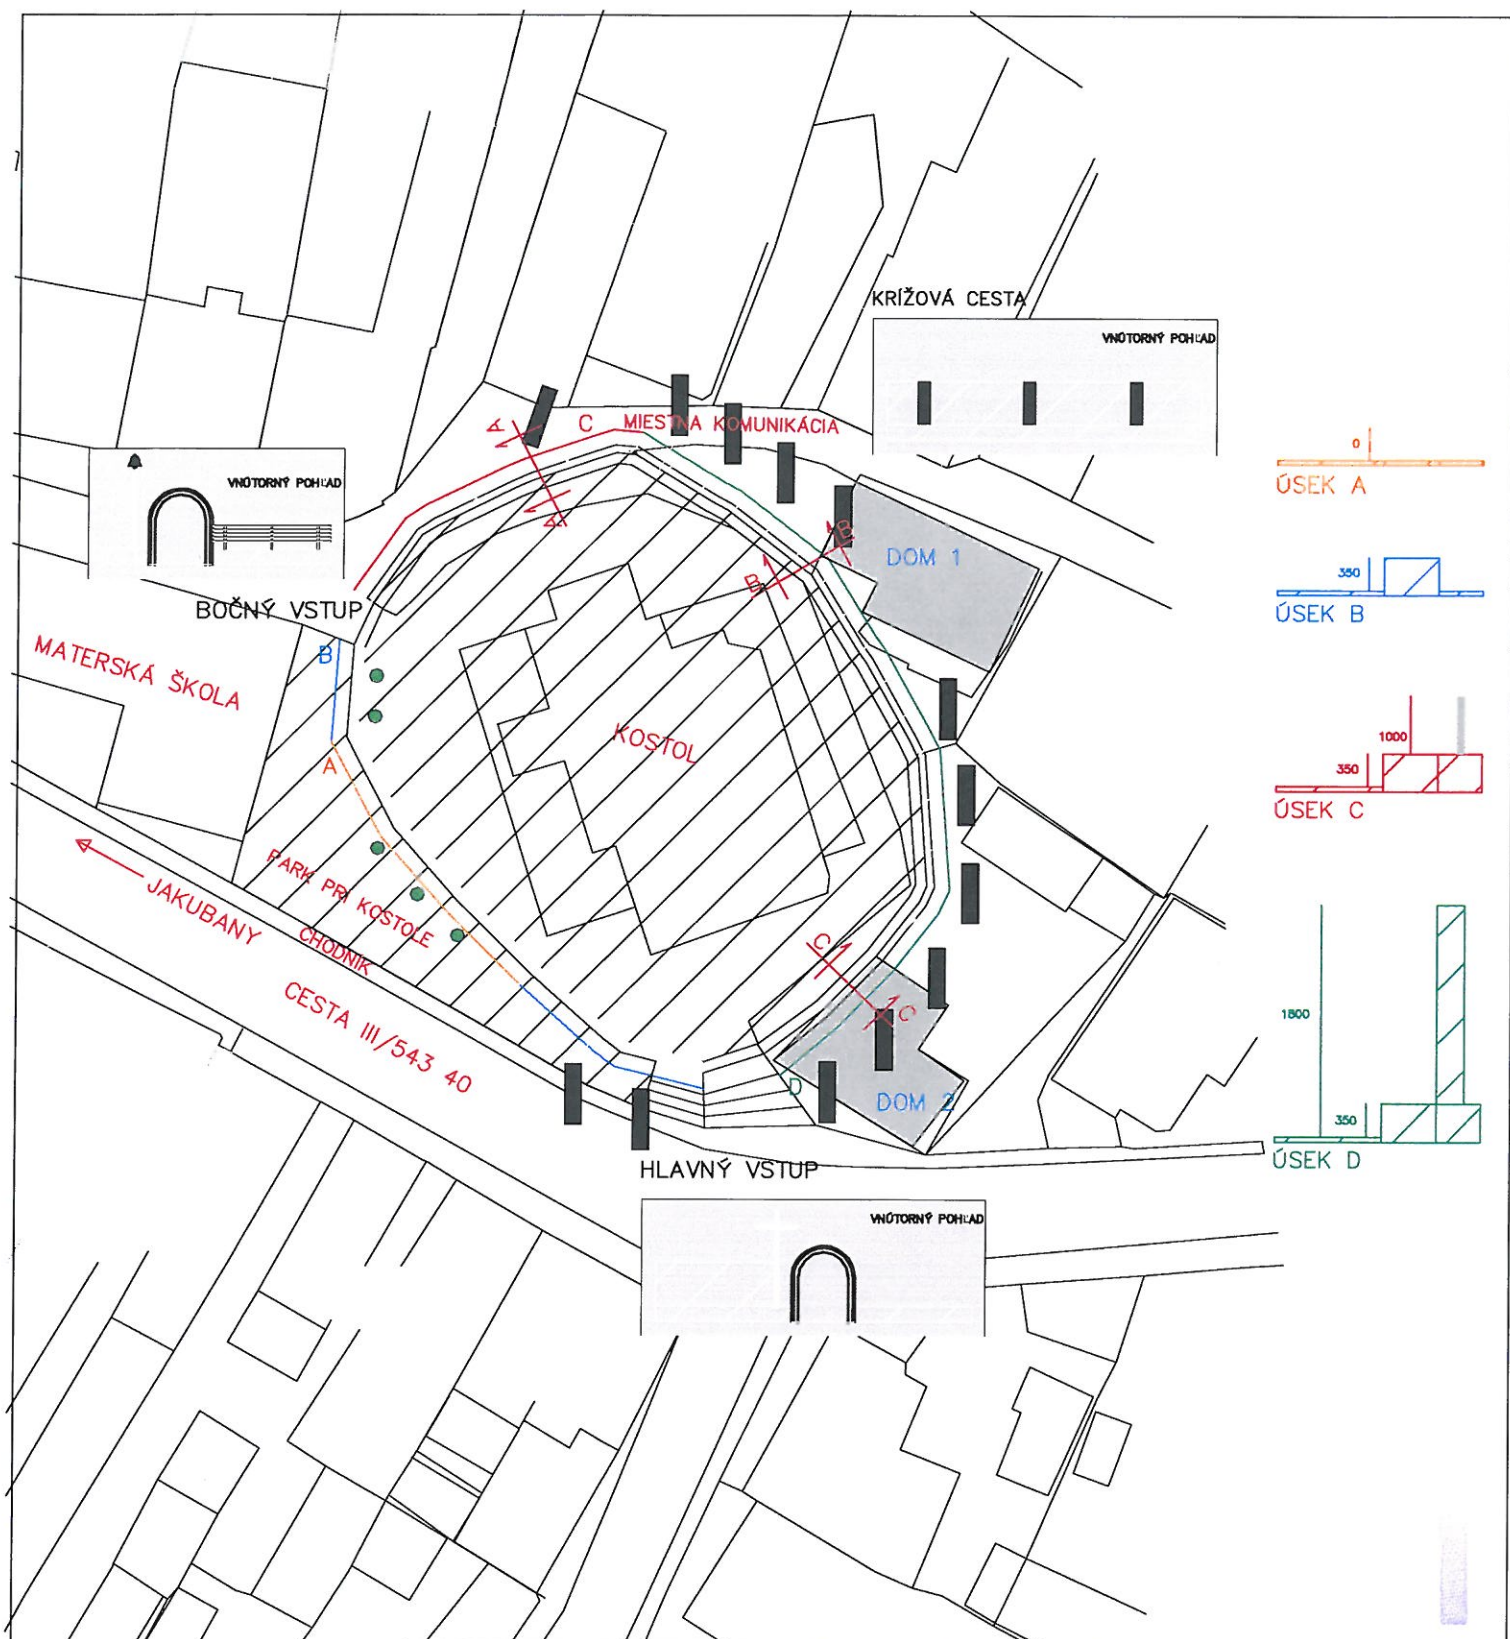 KRÍŽOVÁ CESTA
VNÚTORNÝ POHĽAD
A
C
MIESTNA KOMUNIKÁCIA
0
ÚSEK A
VNÚTORNÝ POHĽAD
A
B
B
DOM 1
350
ÚSEK B
BOČNÝ VSTUP
B
MATERSKÁ ŠKOLA
KOSTOL
A
1000
350
ÚSEK C
PARK PRI KOSTOLE
JAKUBANY
CHODNÍK
CESTA III/543 40
C
C
D
DOM 2
1800
350
ÚSEK D
HLAVNÝ VSTUP
VNÚTORNÝ POHĽAD